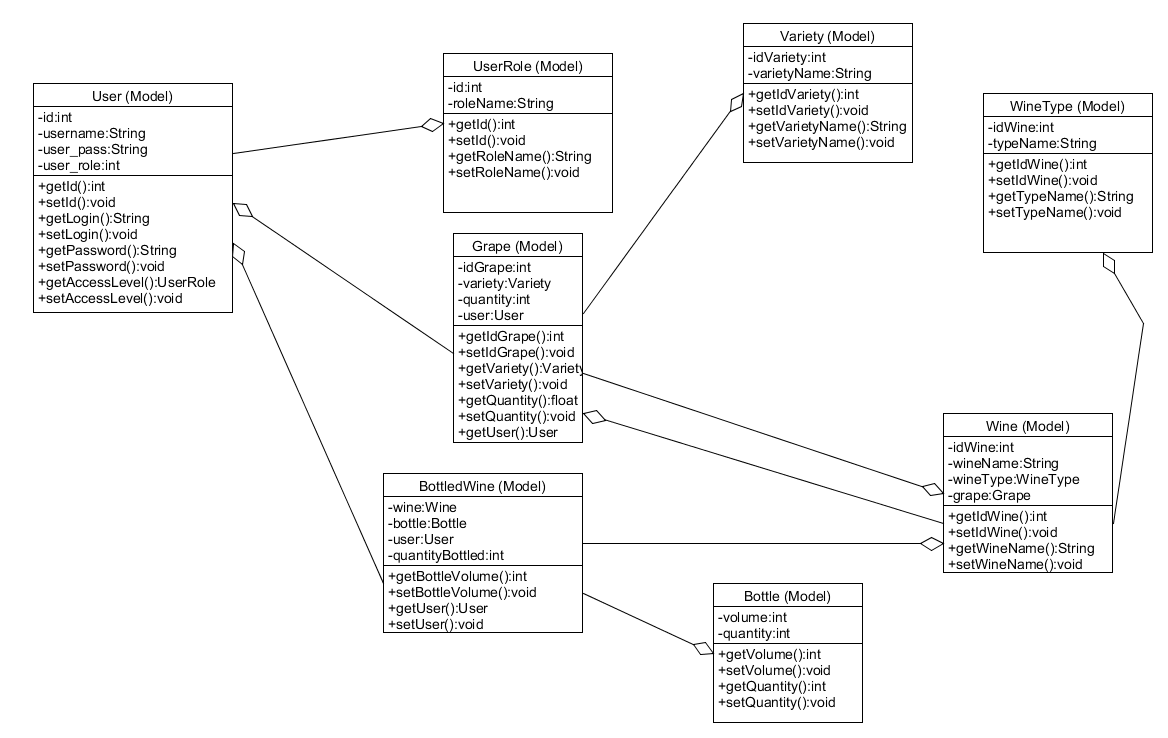 User (Model)
-id:int
-username:String
-user_pass:String
-user_role:int
+getId():int
+setId():void
+getLogin():String
+setLogin():void
+getPassword():String
+setPassword():void
+getAccessLevel():UserRole
+setAccessLevel():void
UserRole (Model)
-id:int
-roleName:String
+getId():int
+setId():void
+getRoleName():String
+setRoleName():void
Variety (Model)
-idVariety:int
-varietyName:String
+getIdVariety():int
+setIdVariety():void
+getVarietyName():String
+setVarietyName():void
WineType (Model)
-idWine:int
-typeName:String
+getIdWine():int
+setIdWine():void
+getTypeName():String
+setTypeName():void
Grape (Model)
-idGrape:int
-variety:Variety
-quantity:int
-user:User
+getIdGrape():int
+setIdGrape():void
+getVariety():Variety
+setVariety():void
+getQuantity():float
+setQuantity():void
+getUser():User
BottledWine (Model)
-wine:Wine
-bottle:Bottle
-user:User
-quantityBottled:int
+getBottleVolume():int
+setBottleVolume():void
+getUser():User
+setUser():void
Wine (Model)
-idWine:int
-wineName:String
-wineType:WineType
-grape:Grape
+getIdWine():int
+setIdWine():void
+getWineName():String
+setWineName():void
Bottle (Model)
-volume:int
-quantity:int
+getVolume():int
+setVolume():void
+getQuantity():int
+setQuantity():void